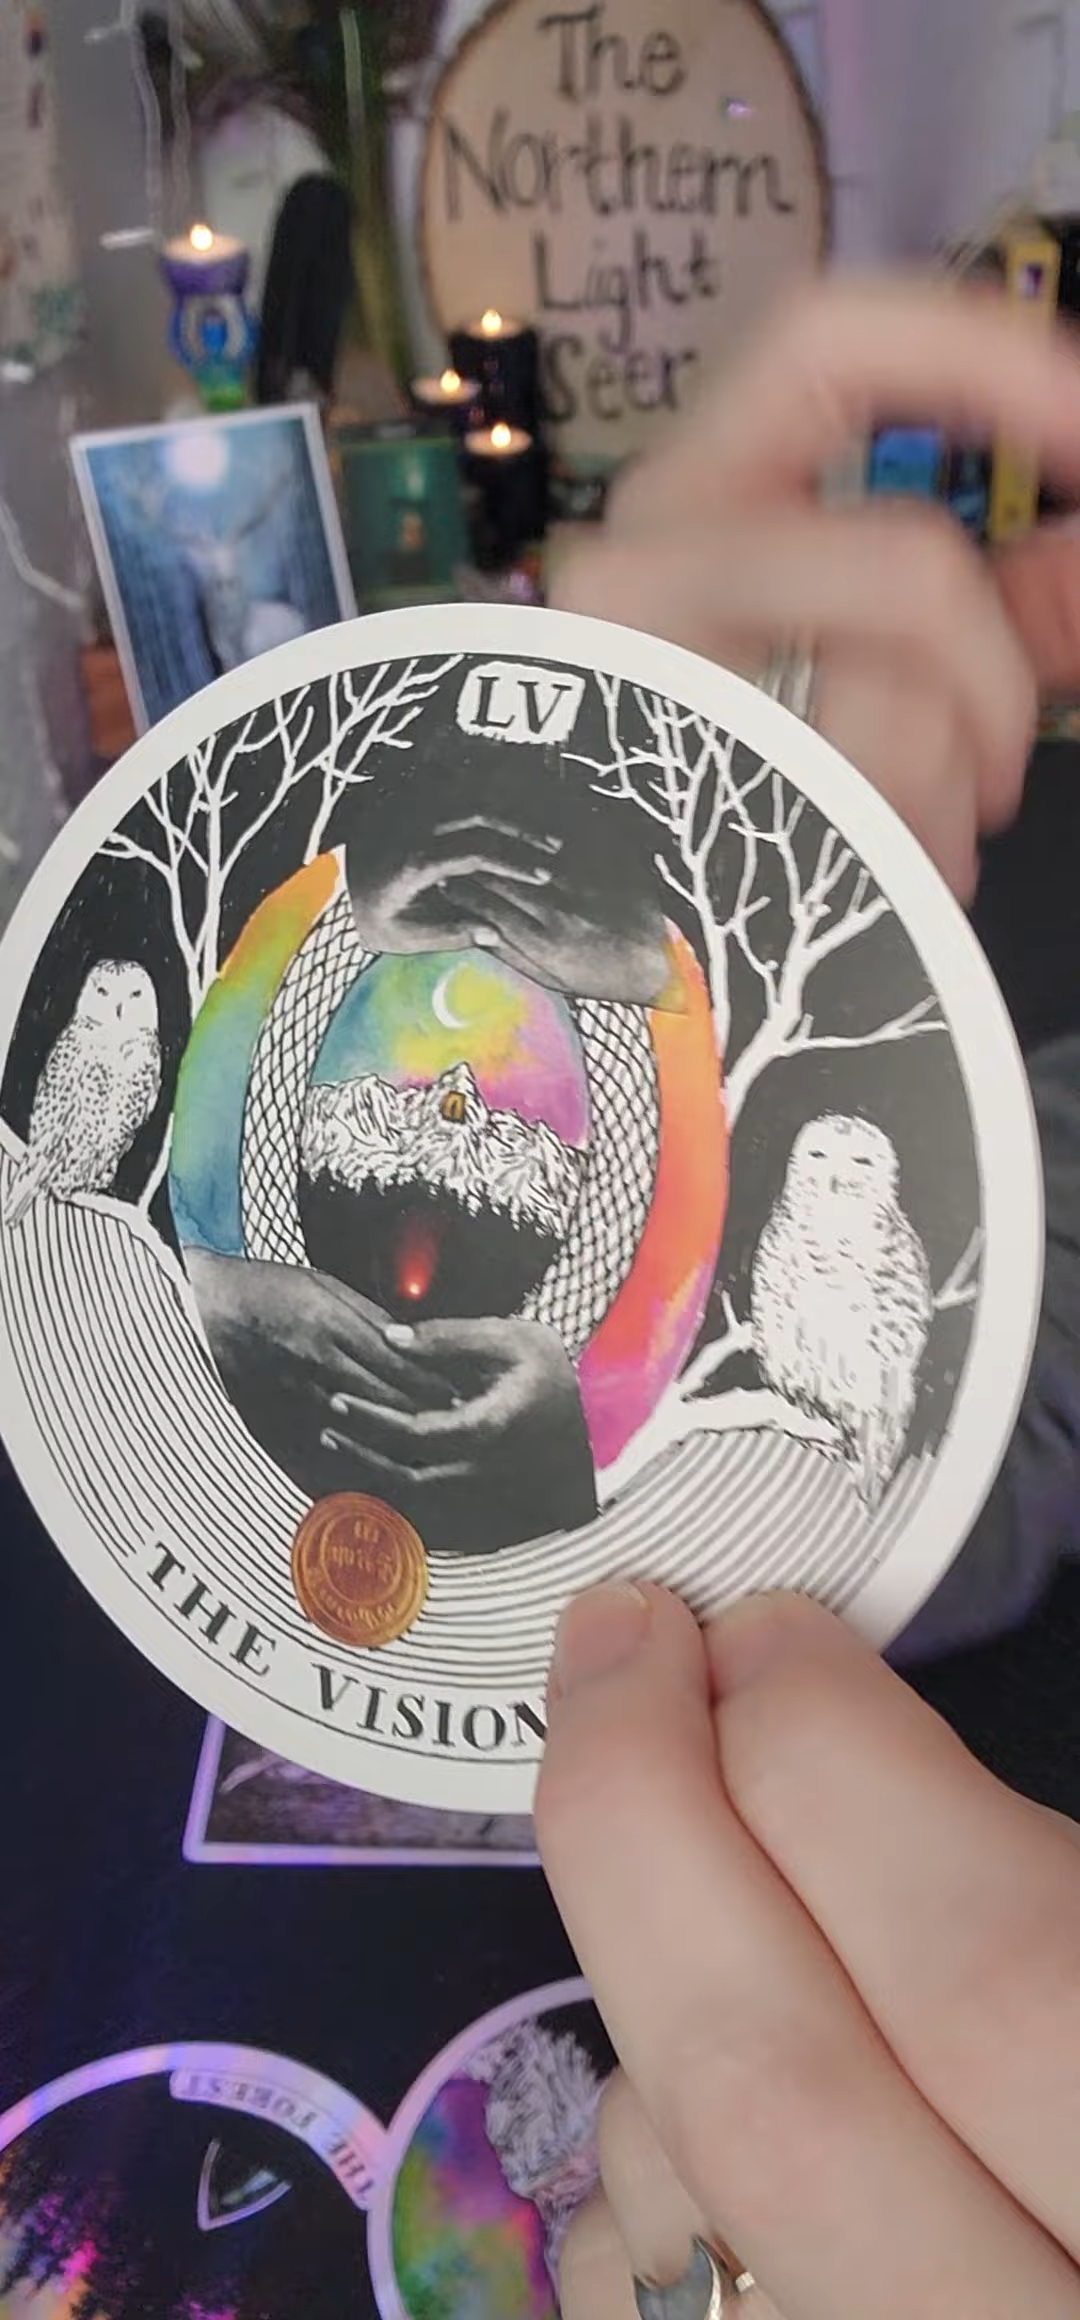 The
Northern
Light
Seer
LV
THE VISION
THE FOREST